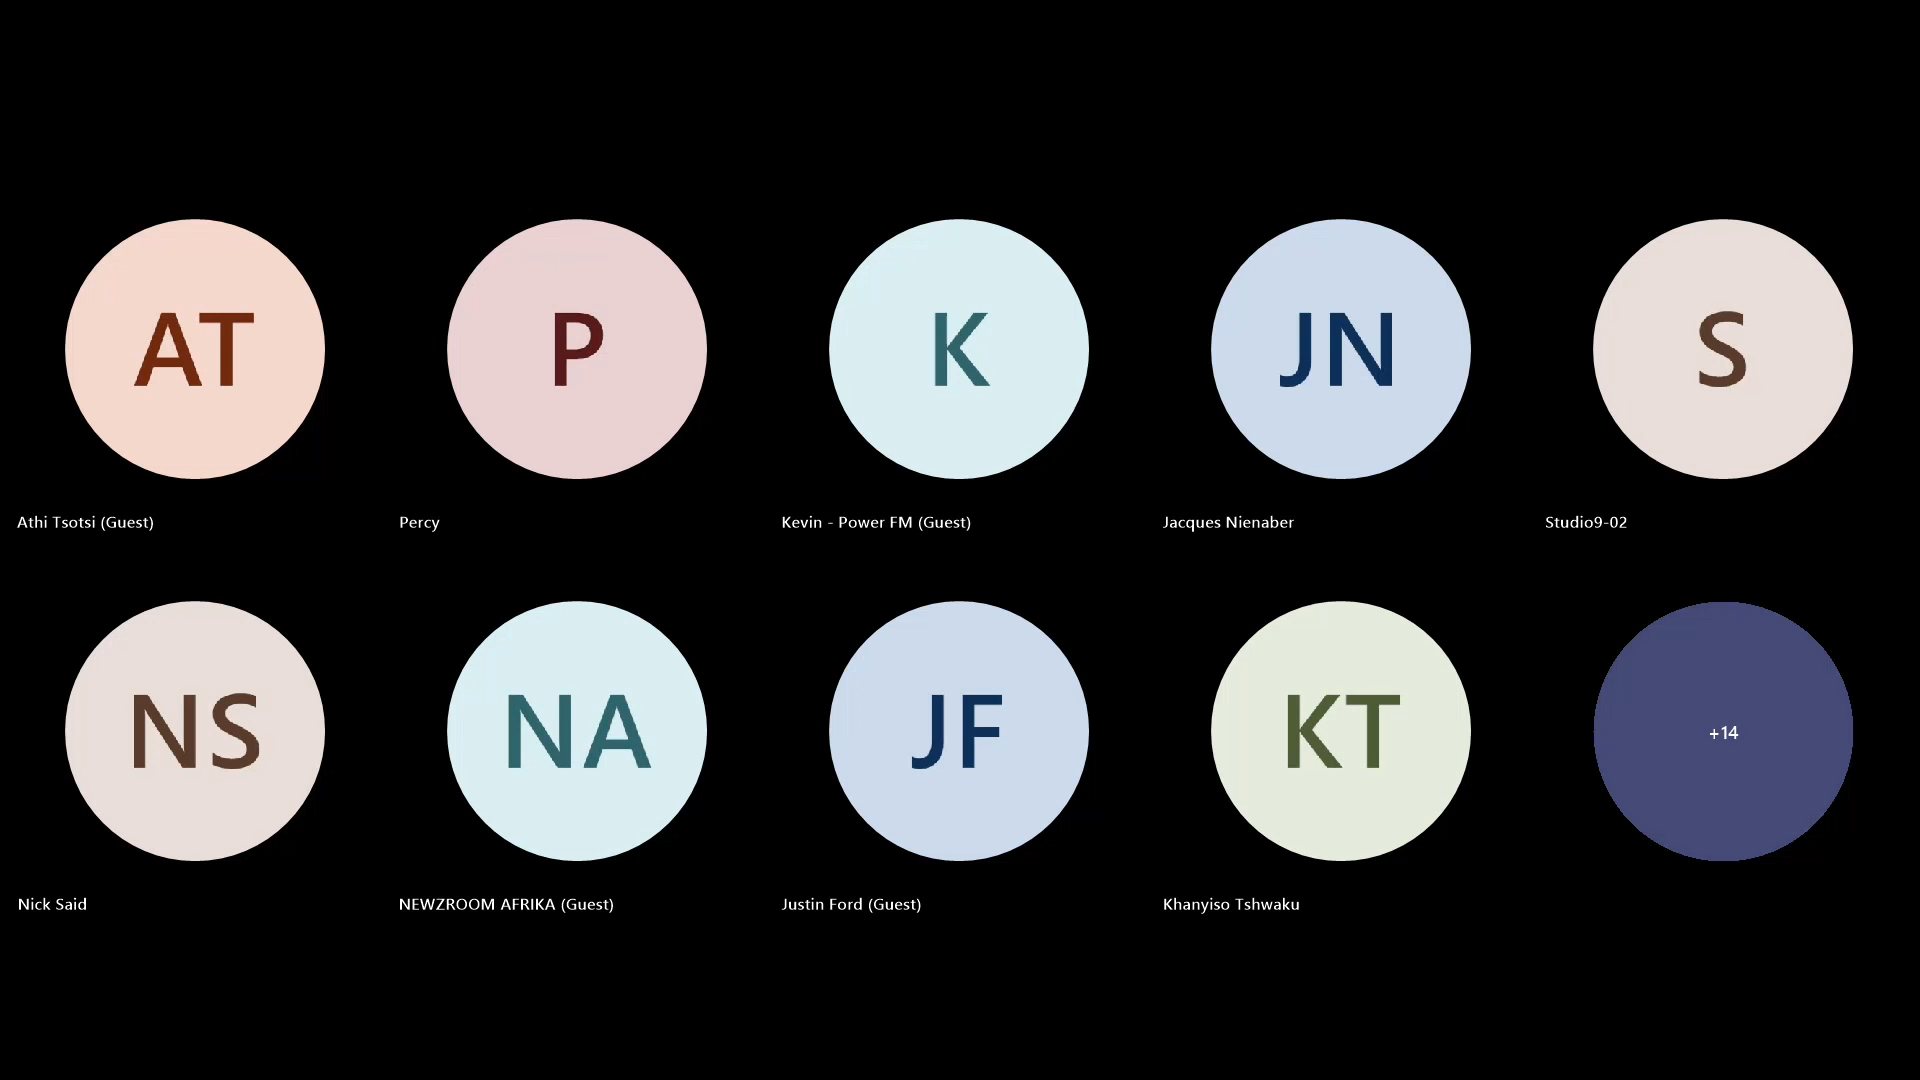 AT
P
K
JN
S
Athi Tsotsi (Guest)
Percy
Kevin - Power FM (Guest)
Jacques Nienaber
Studio9-02
NS
NA
JF
KT
+14
Nick Said
NEWZROOM AFRIKA (Guest)
Justin Ford (Guest)
Khanyiso Tshwaku